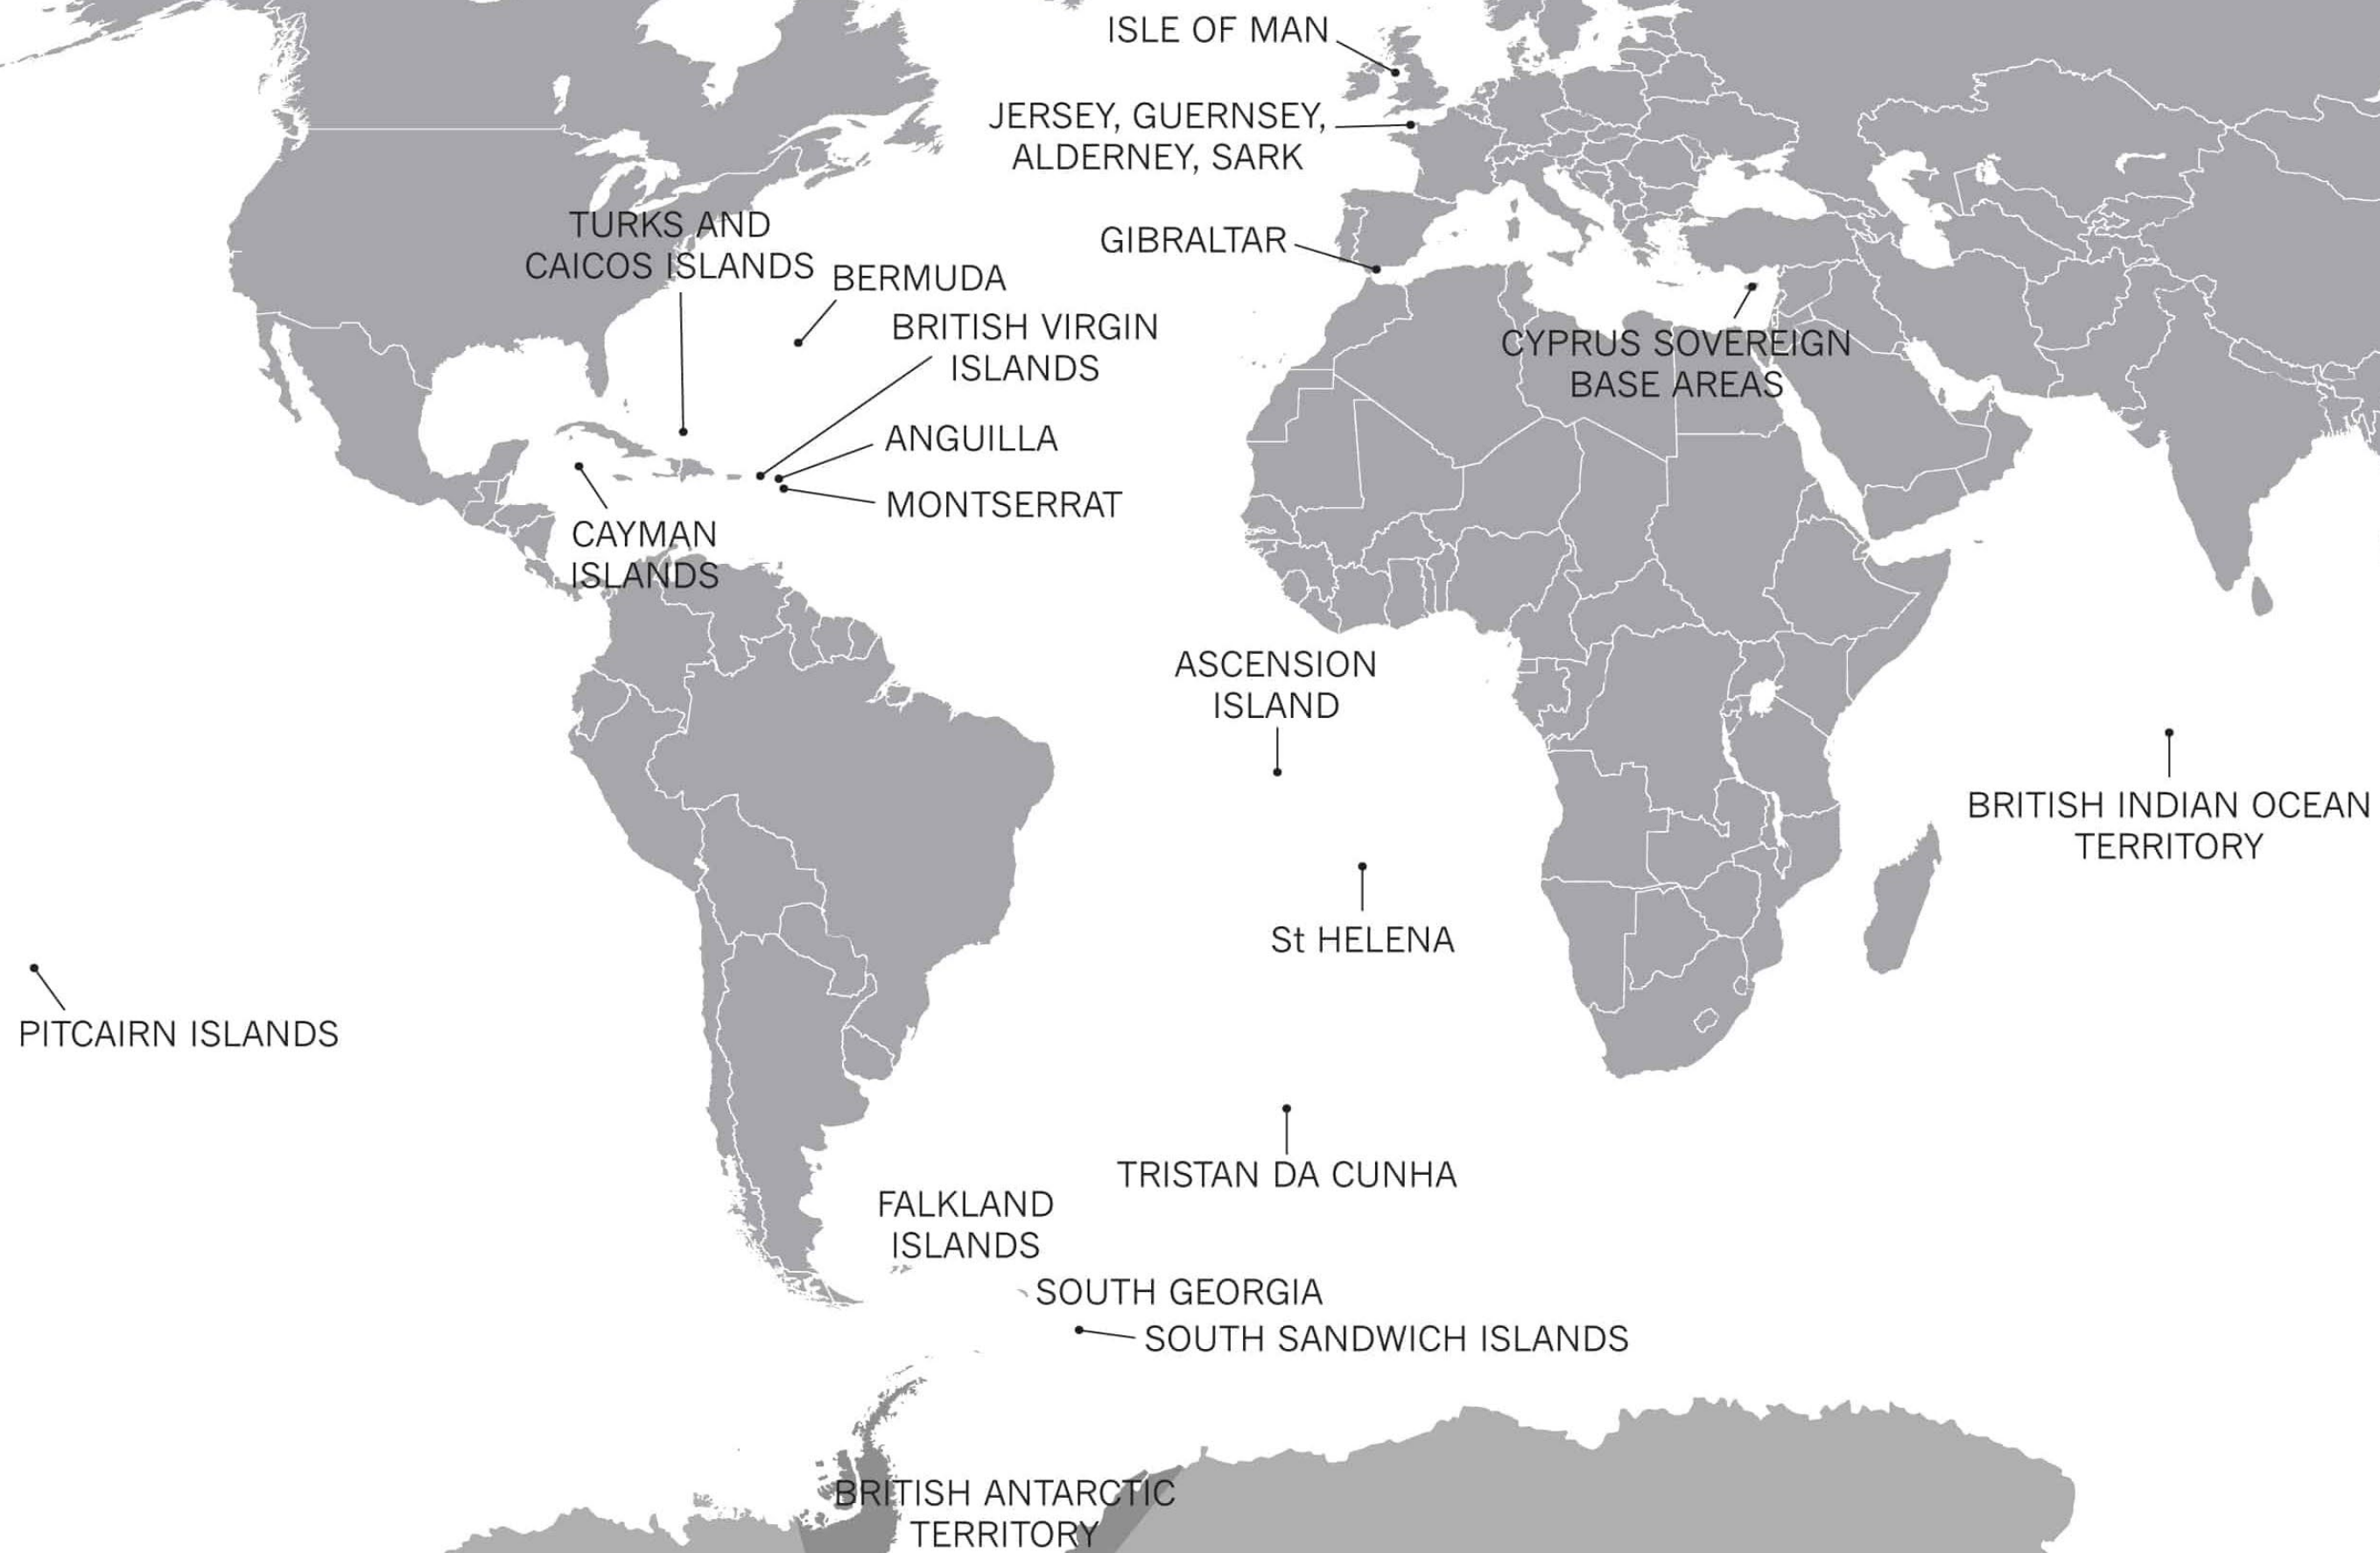 ISLE OF MAN
JERSEY, GUERNSEY,
ALDERNEY, SARK
TURKS AND
CAICOS ISLANDS
GIBRALTAR
BERMUDA
BRITISH VIRGIN
ISLANDS
CYPRUS SOVEREIGN
BASE AREAS
ANGUILLA
MONTSERRAT
CAYMAN
ISLANDS
ASCENSION
ISLAND
BRITISH INDIAN OCEAN
TERRITORY
St HELENA
PITCAIRN ISLANDS
TRISTAN DA CUNHA
FALKLAND
ISLANDS
SOUTH GEORGIA
SOUTH SANDWICH ISLANDS
BRITISH ANTARCTIC
TERRITORY